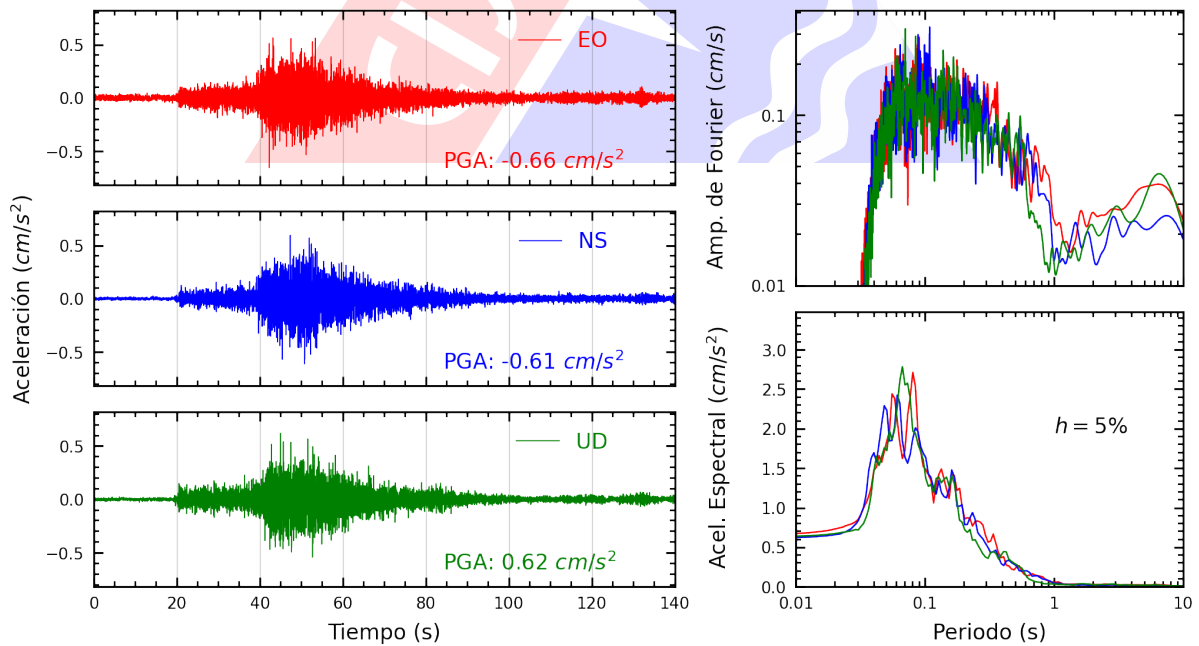 Aceleración (cm/s²)
0.5
0.0
−0.5
EO
PGA: -0.66 cm/s²
0.5
0.0
−0.5
NS
PGA: -0.61 cm/s²
0.5
0.0
−0.5
UD
PGA: 0.62 cm/s²
0 20 40 60 80 100 120 140
Tiempo (s)
Amp. de Fourier (cm/s)
0.1
0.01
Acel. Espectral (cm/s²)
3.0
2.5
2.0
1.5
1.0
0.5
0.0
h = 5%
0.01 0.1 1 10
Periodo (s)